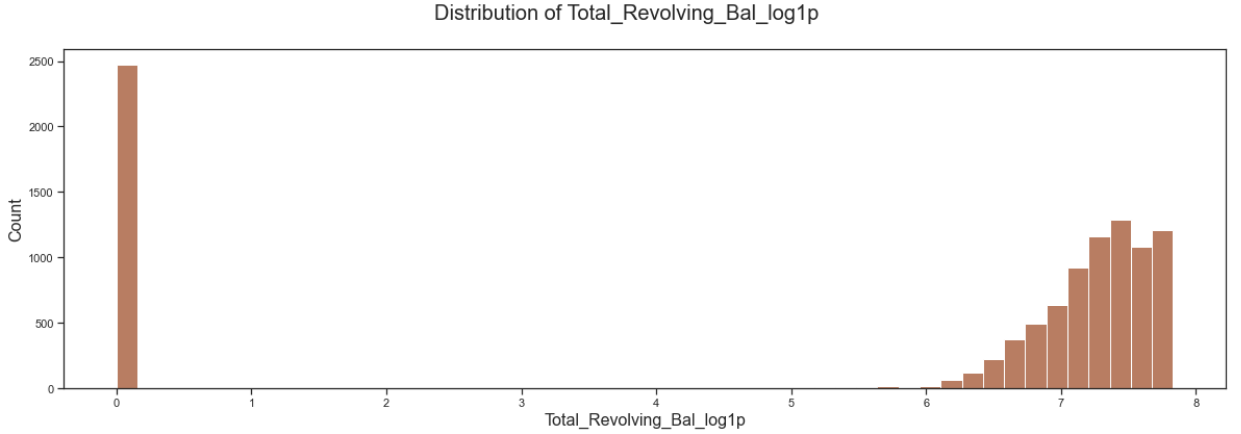 Distribution of Total_Revolving_Bal_log1p
2500
2000
1500
1000
500
0
Count
0 1 2 3 4 5 6 7 8
Total_Revolving_Bal_log1p